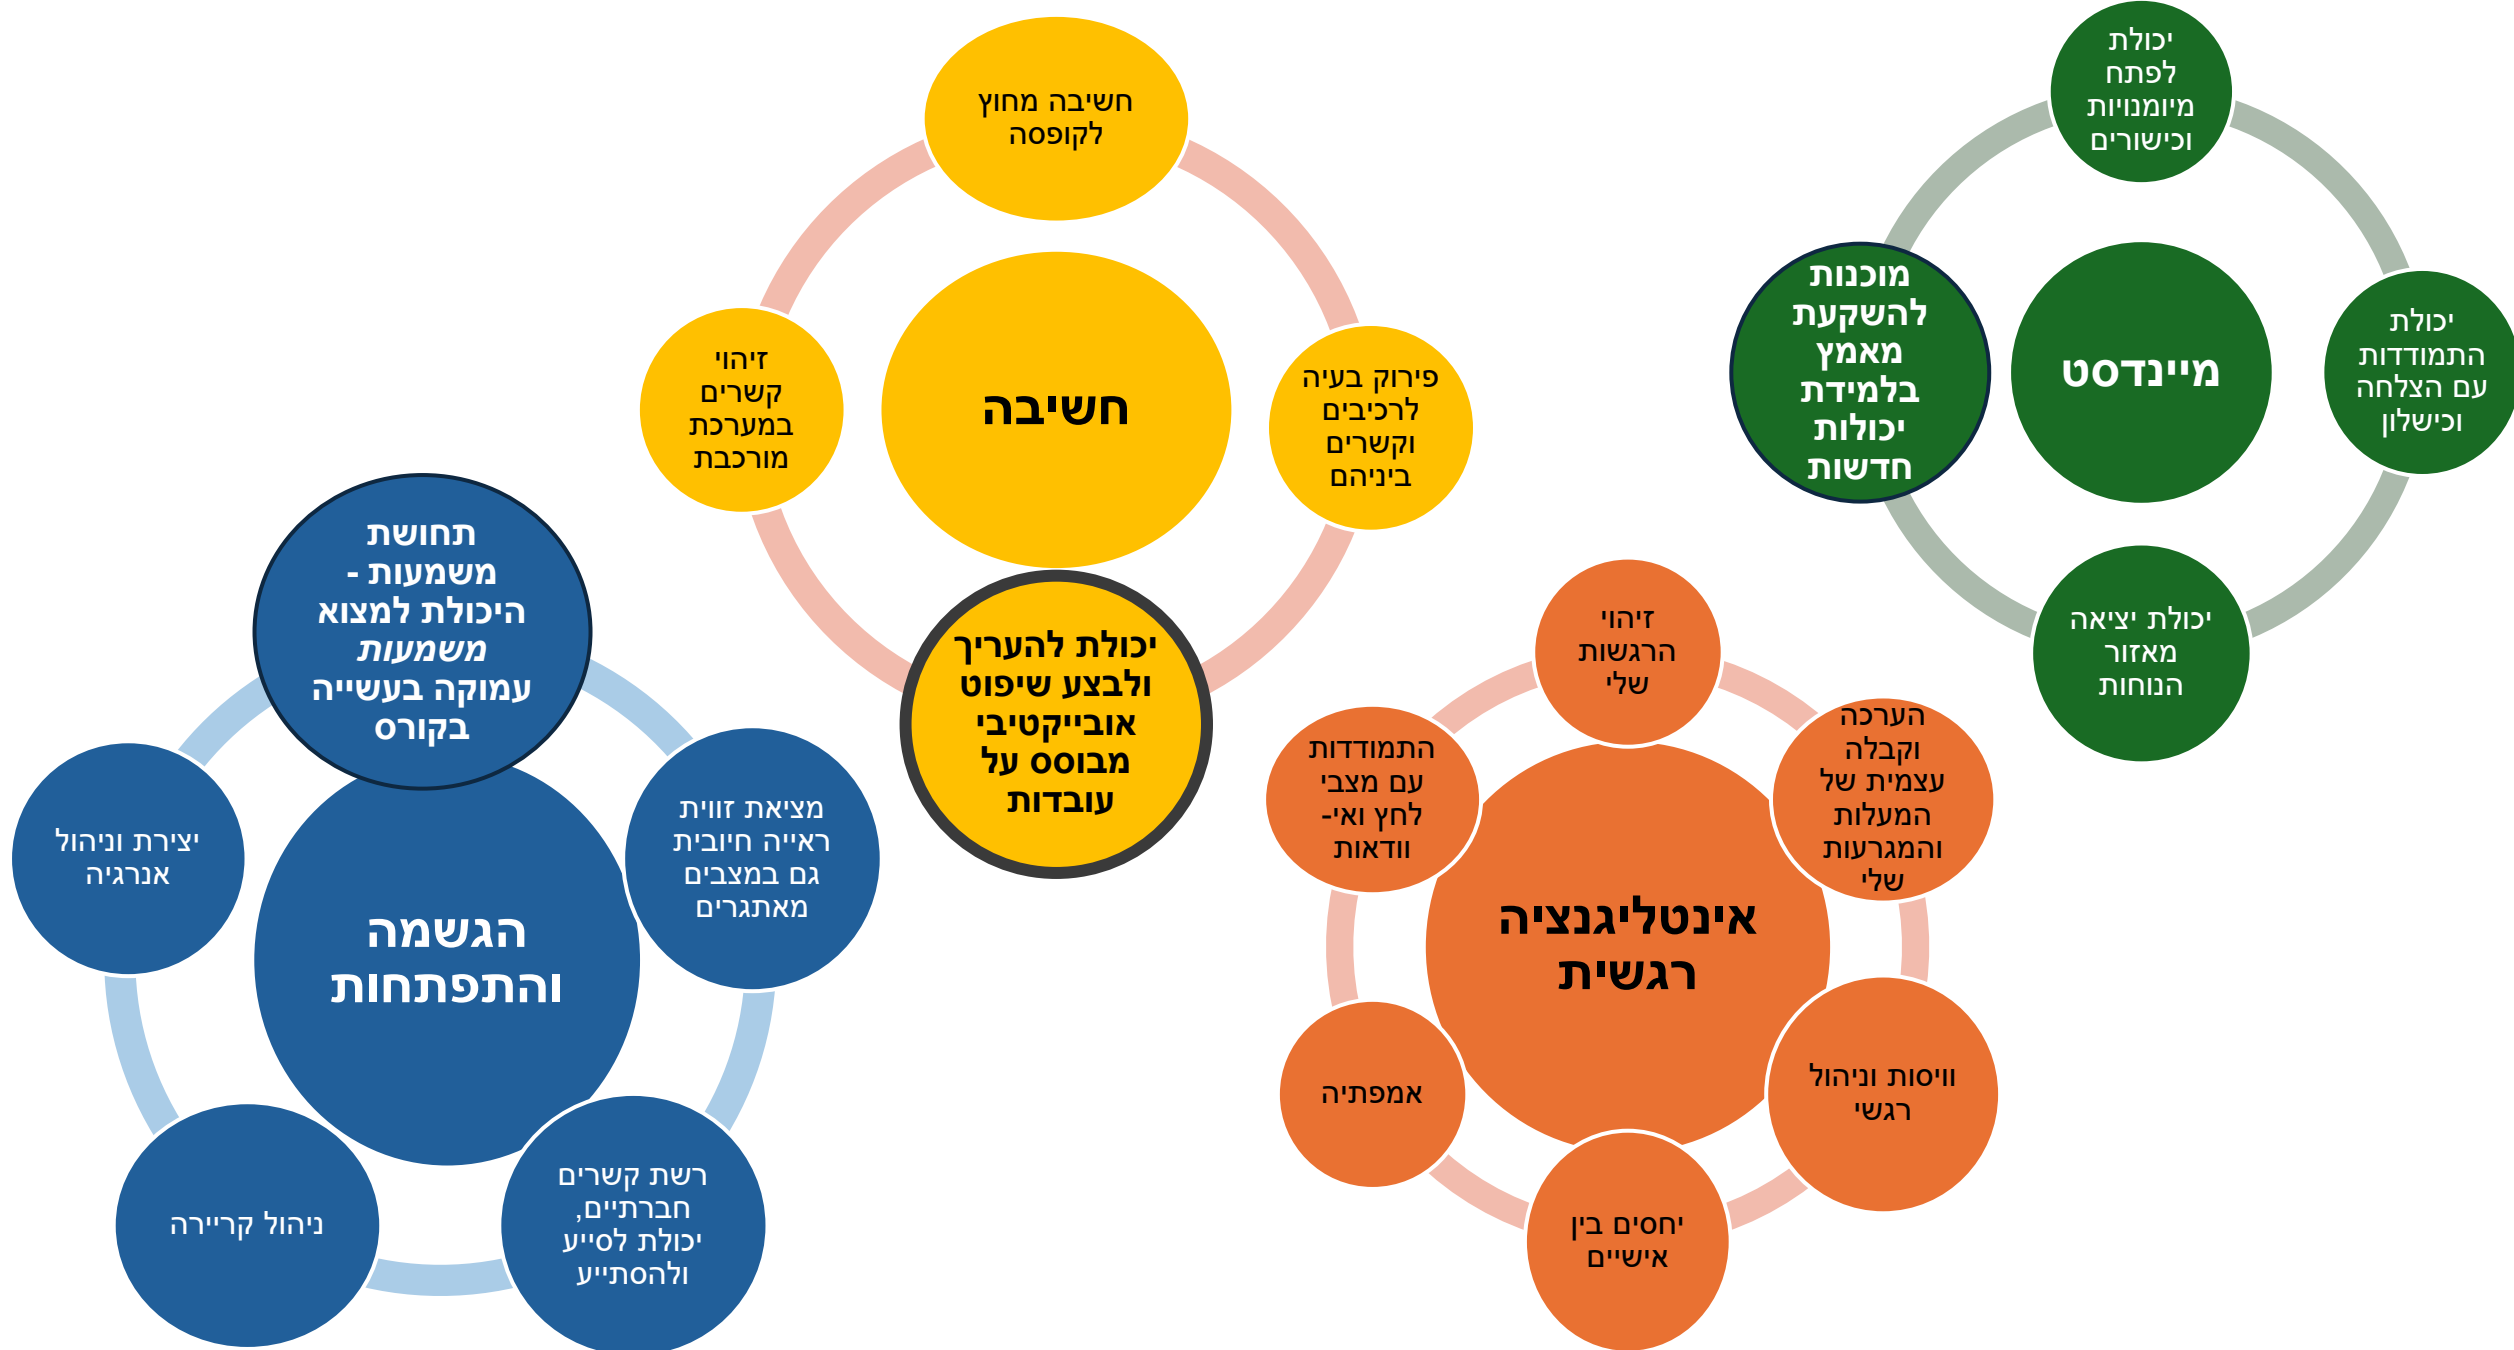 יכולת
לפתח
מיומנויות
וכישורים
מוכנות
להשקעת
מאמץ
בלמידת
יכולות
חדשות
מיינדסט
יכולת
התמודדות
עם הצלחה
וכישלון
יכולת יציאה
מאזור
הנוחות
חשיבה מחוץ
לקופסה
חשיבה
פירוק בעיה
לרכיבים
וקשרים
ביניהם
זיהוי
קשרים
במערכת
מורכבת
יכולת להעריך
ולבצע שיפוט
אובייקטיבי
מבוסס על
עובדות
זיהוי
הרגשות
שלי
הערכה
וקבלה
עצמית של
המעלות
והמגרעות
שלי
התמודדות
עם מצבי
לחץ ואי-
וודאות
אינטליגנציה
רגשית
וויסות וניהול
רגשי
אמפתיה
יחסים בין
אישיים
תחושת
משמעות -
היכולת למצוא
משמעות
עמוקה בעשייה
בקורס
מציאת זווית
ראייה חיובית
גם במצבים
מאתגרים
יצירת וניהול
אנרגיה
הגשמה
והתפתחות
רשת קשרים
חברתיים,
יכולת לסייע
ולהסתייע
ניהול קריירה